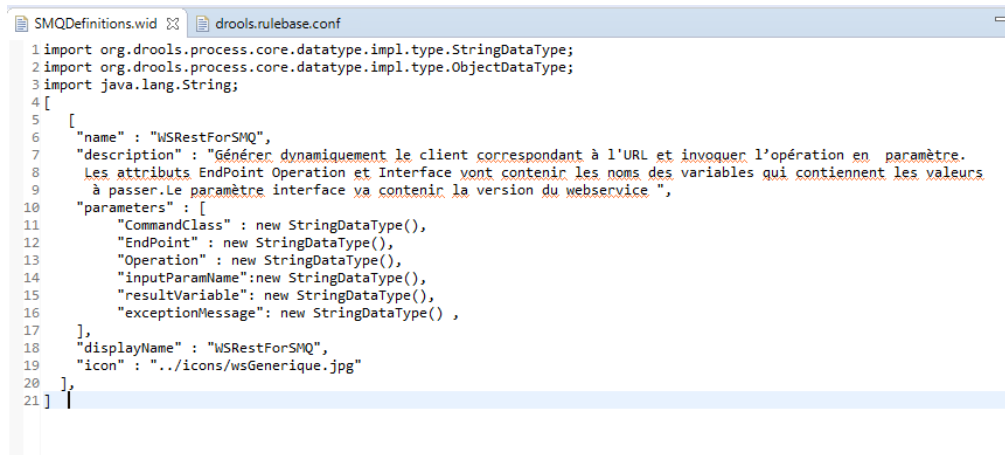 SMQDefinitions.wid drools.rulebase.conf
1 import org.drools.process.core.datatype.impl.type.StringDataType;
2 import org.drools.process.core.datatype.impl.type.ObjectDataType;
3 import java.lang.String;
4 [
5 [
6 "name" : "WSRestForSMQ",
7 "description" : "Générer dynamiquement le client correspondant à l'URL et invoquer l’opération en  paramètre.
8 Les attributs EndPoint Operation et Interface vont contenir les noms des variables qui contiennent les valeurs
9 à passer.Le paramètre interface va contenir la version du webservice ",
10 "parameters" : [
11 "CommandClass" : new StringDataType(),
12 "EndPoint" : new StringDataType(),
13 "Operation" : new StringDataType(),
14 "inputParamName":new StringDataType(),
15 "resultVariable": new StringDataType(),
16 "exceptionMessage": new StringDataType() ,
17 ],
18 "displayName" : "WSRestForSMQ",
19 "icon" : "../icons/wsGenerique.jpg"
20 ],
21 ]